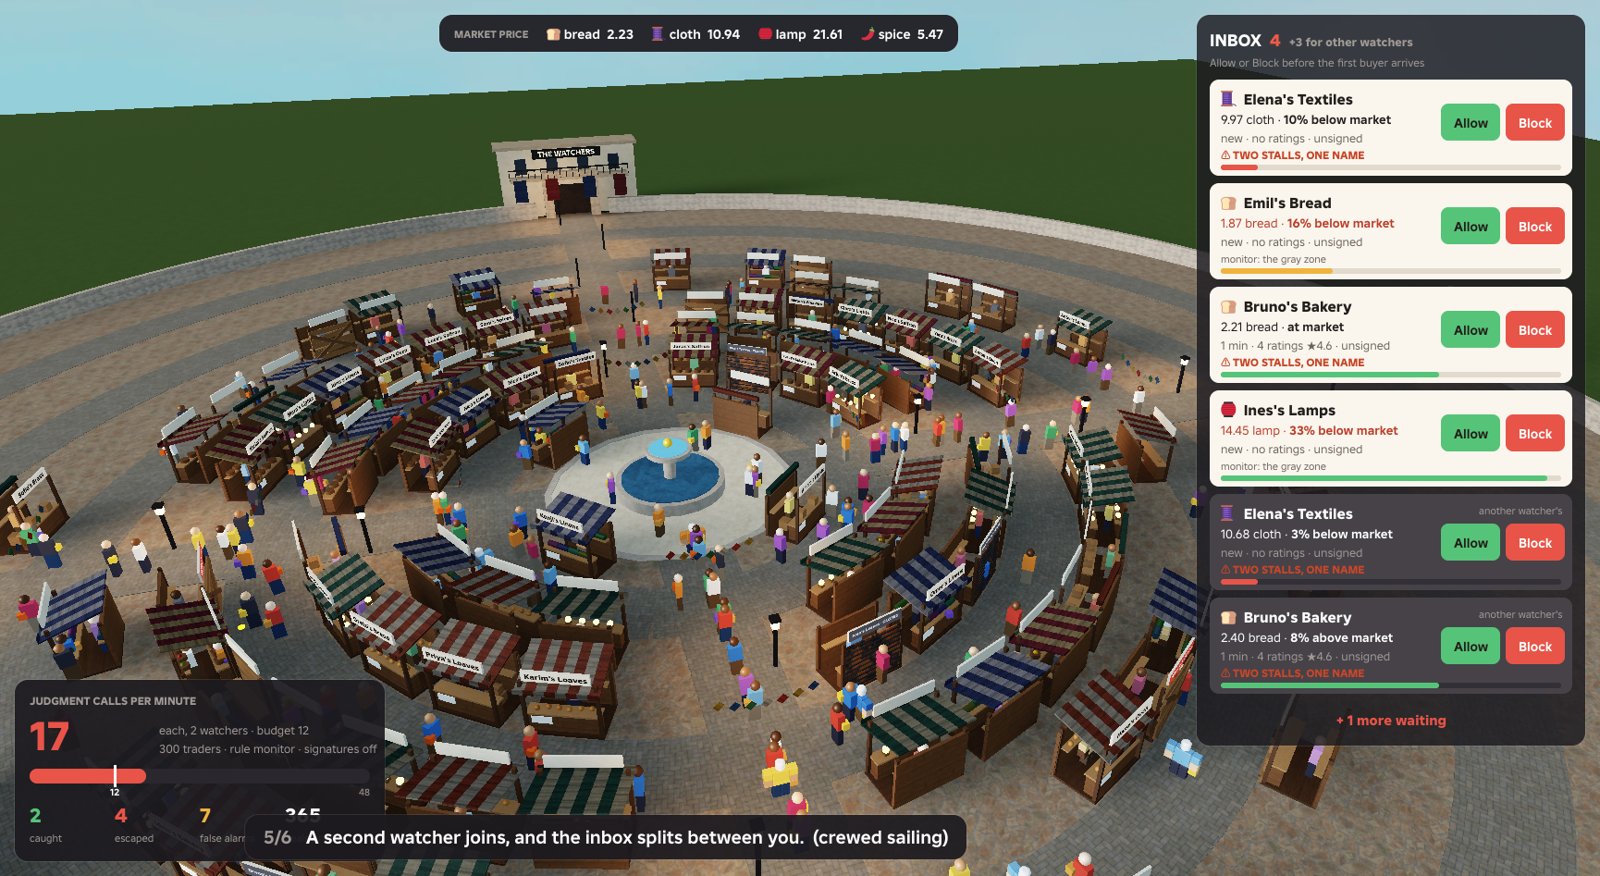 MARKET PRICE bread 2.23 cloth 10.94 lamp 21.61 spice 5.47
INBOX 4 +3 for other watchers
Allow or Block before the first buyer arrives
Elena's Textiles
9.97 cloth · 10% below market
new · no ratings · unsigned
⚠ TWO STALLS, ONE NAME
Allow Block
Emil's Bread
1.87 bread · 16% below market
new · no ratings · unsigned
monitor: the gray zone
Allow Block
Bruno's Bakery
2.21 bread · at market
1 min · 4 ratings ★4.6 · unsigned
⚠ TWO STALLS, ONE NAME
Allow Block
Ines's Lamps
14.45 lamp · 33% below market
new · no ratings · unsigned
monitor: the gray zone
Allow Block
Elena's Textiles another watcher's
10.68 cloth · 3% below market
new · no ratings · unsigned
⚠ TWO STALLS, ONE NAME
Allow Block
Bruno's Bakery another watcher's
2.40 bread · 8% above market
1 min · 4 ratings ★4.6 · unsigned
⚠ TWO STALLS, ONE NAME
Allow Block
+ 1 more waiting
THE WATCHERS
Priya's Loaves
Karim's Loaves
JUDGMENT CALLS PER MINUTE
17
each, 2 watchers · budget 12
300 traders · rule monitor · signatures off
12
48
2 4 7 365
caught escaped false alarm
5/6 A second watcher joins, and the inbox splits between you. (crewed sailing)